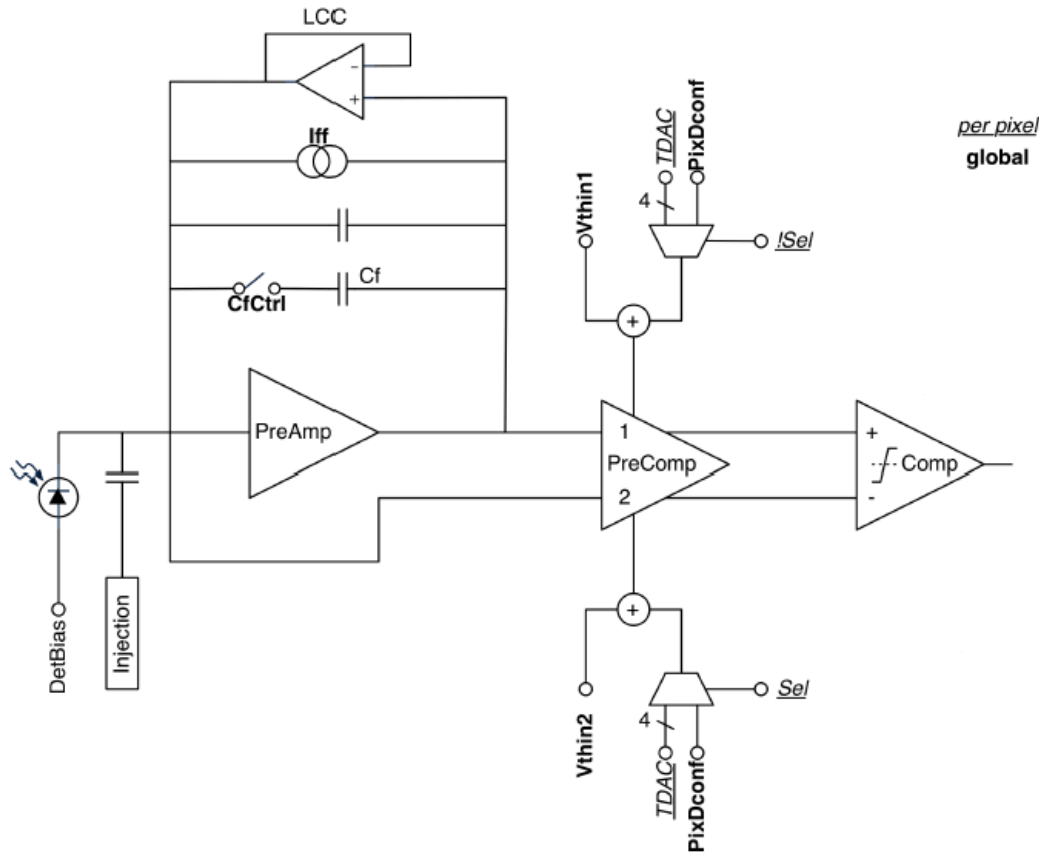 LCC
-
+
Iff
Cf
CfCtrl
per pixel
global
TDAC
PixDconf
4
Vthin1
!Sel
+
PreAmp
1
PreComp
2
+
Comp
-
DetBias
Injection
+
Sel
4
Vthin2
TDAC
PixDconf